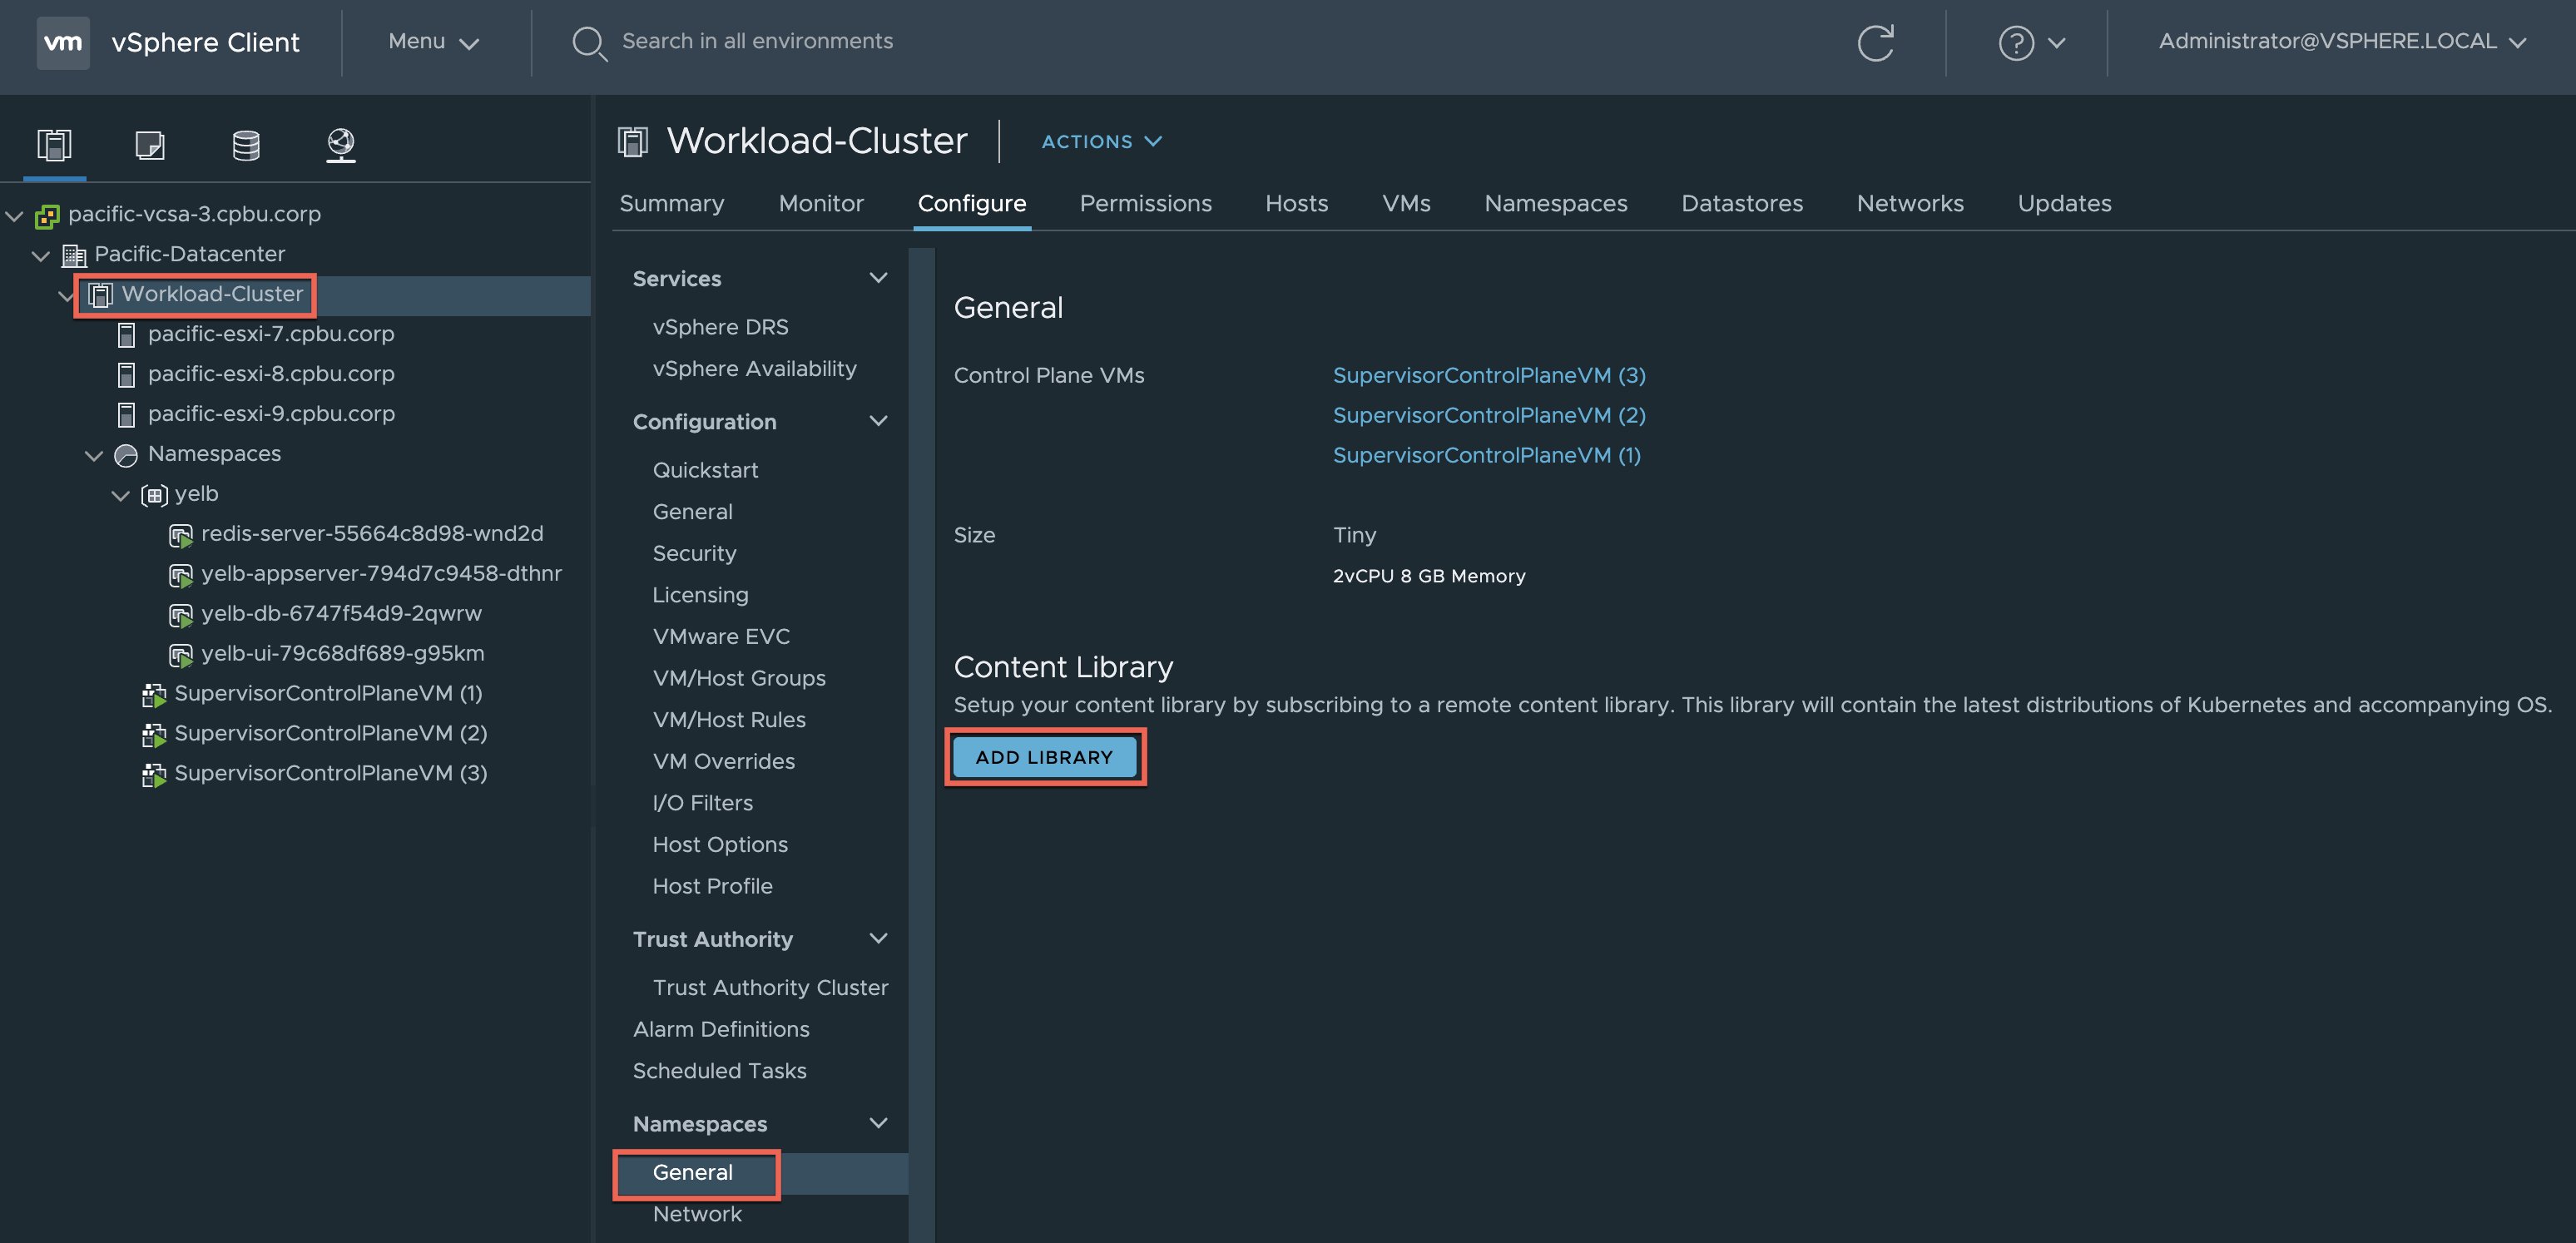 vm vSphere Client Menu Search in all environments ? Administrator@VSPHERE.LOCAL
pacific-vcsa-3.cpbu.corp
Pacific-Datacenter
Workload-Cluster
pacific-esxi-7.cpbu.corp
pacific-esxi-8.cpbu.corp
pacific-esxi-9.cpbu.corp
Namespaces
yelb
redis-server-55664c8d98-wnd2d
yelb-appserver-794d7c9458-dthnr
yelb-db-6747f54d9-2qwrw
yelb-ui-79c68df689-g95km
SupervisorControlPlaneVM (1)
SupervisorControlPlaneVM (2)
SupervisorControlPlaneVM (3)
Workload-Cluster ACTIONS
Summary Monitor Configure Permissions Hosts VMs Namespaces Datastores Networks Updates
Services
vSphere DRS
vSphere Availability
Configuration
Quickstart
General
Security
Licensing
VMware EVC
VM/Host Groups
VM/Host Rules
VM Overrides
I/O Filters
Host Options
Host Profile
Trust Authority
Trust Authority Cluster
Alarm Definitions
Scheduled Tasks
Namespaces
General
Network
General
Control Plane VMs SupervisorControlPlaneVM (3)
SupervisorControlPlaneVM (2)
SupervisorControlPlaneVM (1)
Size Tiny
2vCPU 8 GB Memory
Content Library
Setup your content library by subscribing to a remote content library. This library will contain the latest distributions of Kubernetes and accompanying OS.
ADD LIBRARY